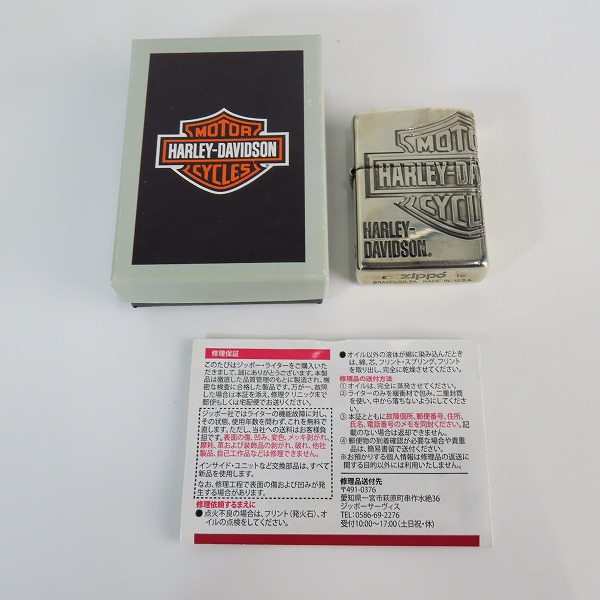 MOTOR
HARLEY-DAVIDSON
CYCLES
®
MOTO
HARLEY-DA
CYCL
HARLEY-
DAVIDSON®
E zippo 16
BRADFORD, PA. MADE IN U.S.A.
修理保証
このたびはジッポー・ライターをご購入いた
だきまして、誠にありがとうございます。本製
品は徹底した品質管理のもとに製造され、厳
密な検査に合格した製品です。万が一、故障
した場合は本証を添え、修理クリニックまで
郵便もしくは宅配便でお送りください。
ジッポー社ではライターの機能故障に対し、
その状態、使用年数を問わず、これを無料で
直します。ただし、当社への送料はお客様負
担です。表面の傷、凹み、変色、メッキ剥がれ、
摩耗、革および装飾品の剥がれ、破れ、他社
製品、自己工作品などは修理できません。
インサイド・ユニットなど交換部品は、すべて
新品を使用します。
なお、修理工程で表面の傷および凹みが発
生する場合があります。
修理依頼するまえに
●点火不良の場合は、フリント(発火石)、オ
イルの点検をしてください。
●オイル以外の液体が綿に染み込んだとき
は、綿、芯、フリント・スプリング、フリント
を取り出し、完全に乾燥させてください。
修理品の送付方法
①オイルは、完全に蒸発させてください。
②ライターのみを緩衝材で包み、二重封筒
を使い、中から落ちないようにしてくださ
い。
③本証とともに故障個所、郵便番号、住所、
氏名、電話番号のメモを同封ください。記
載のない場合は返却できません。
④郵便物の到着確認が必要な場合や貴重
品は、簡易書留で送付ください。
※お預かりする個人情報は修理品の返送に
関する目的以外には利用いたしません。
修理品送付先
〒491-0376
愛知県一宮市萩原町串作水絶36
ジッポーサーヴィス
TEL:0586-69-2276
受付10:00〜17:00(土日祝・休)